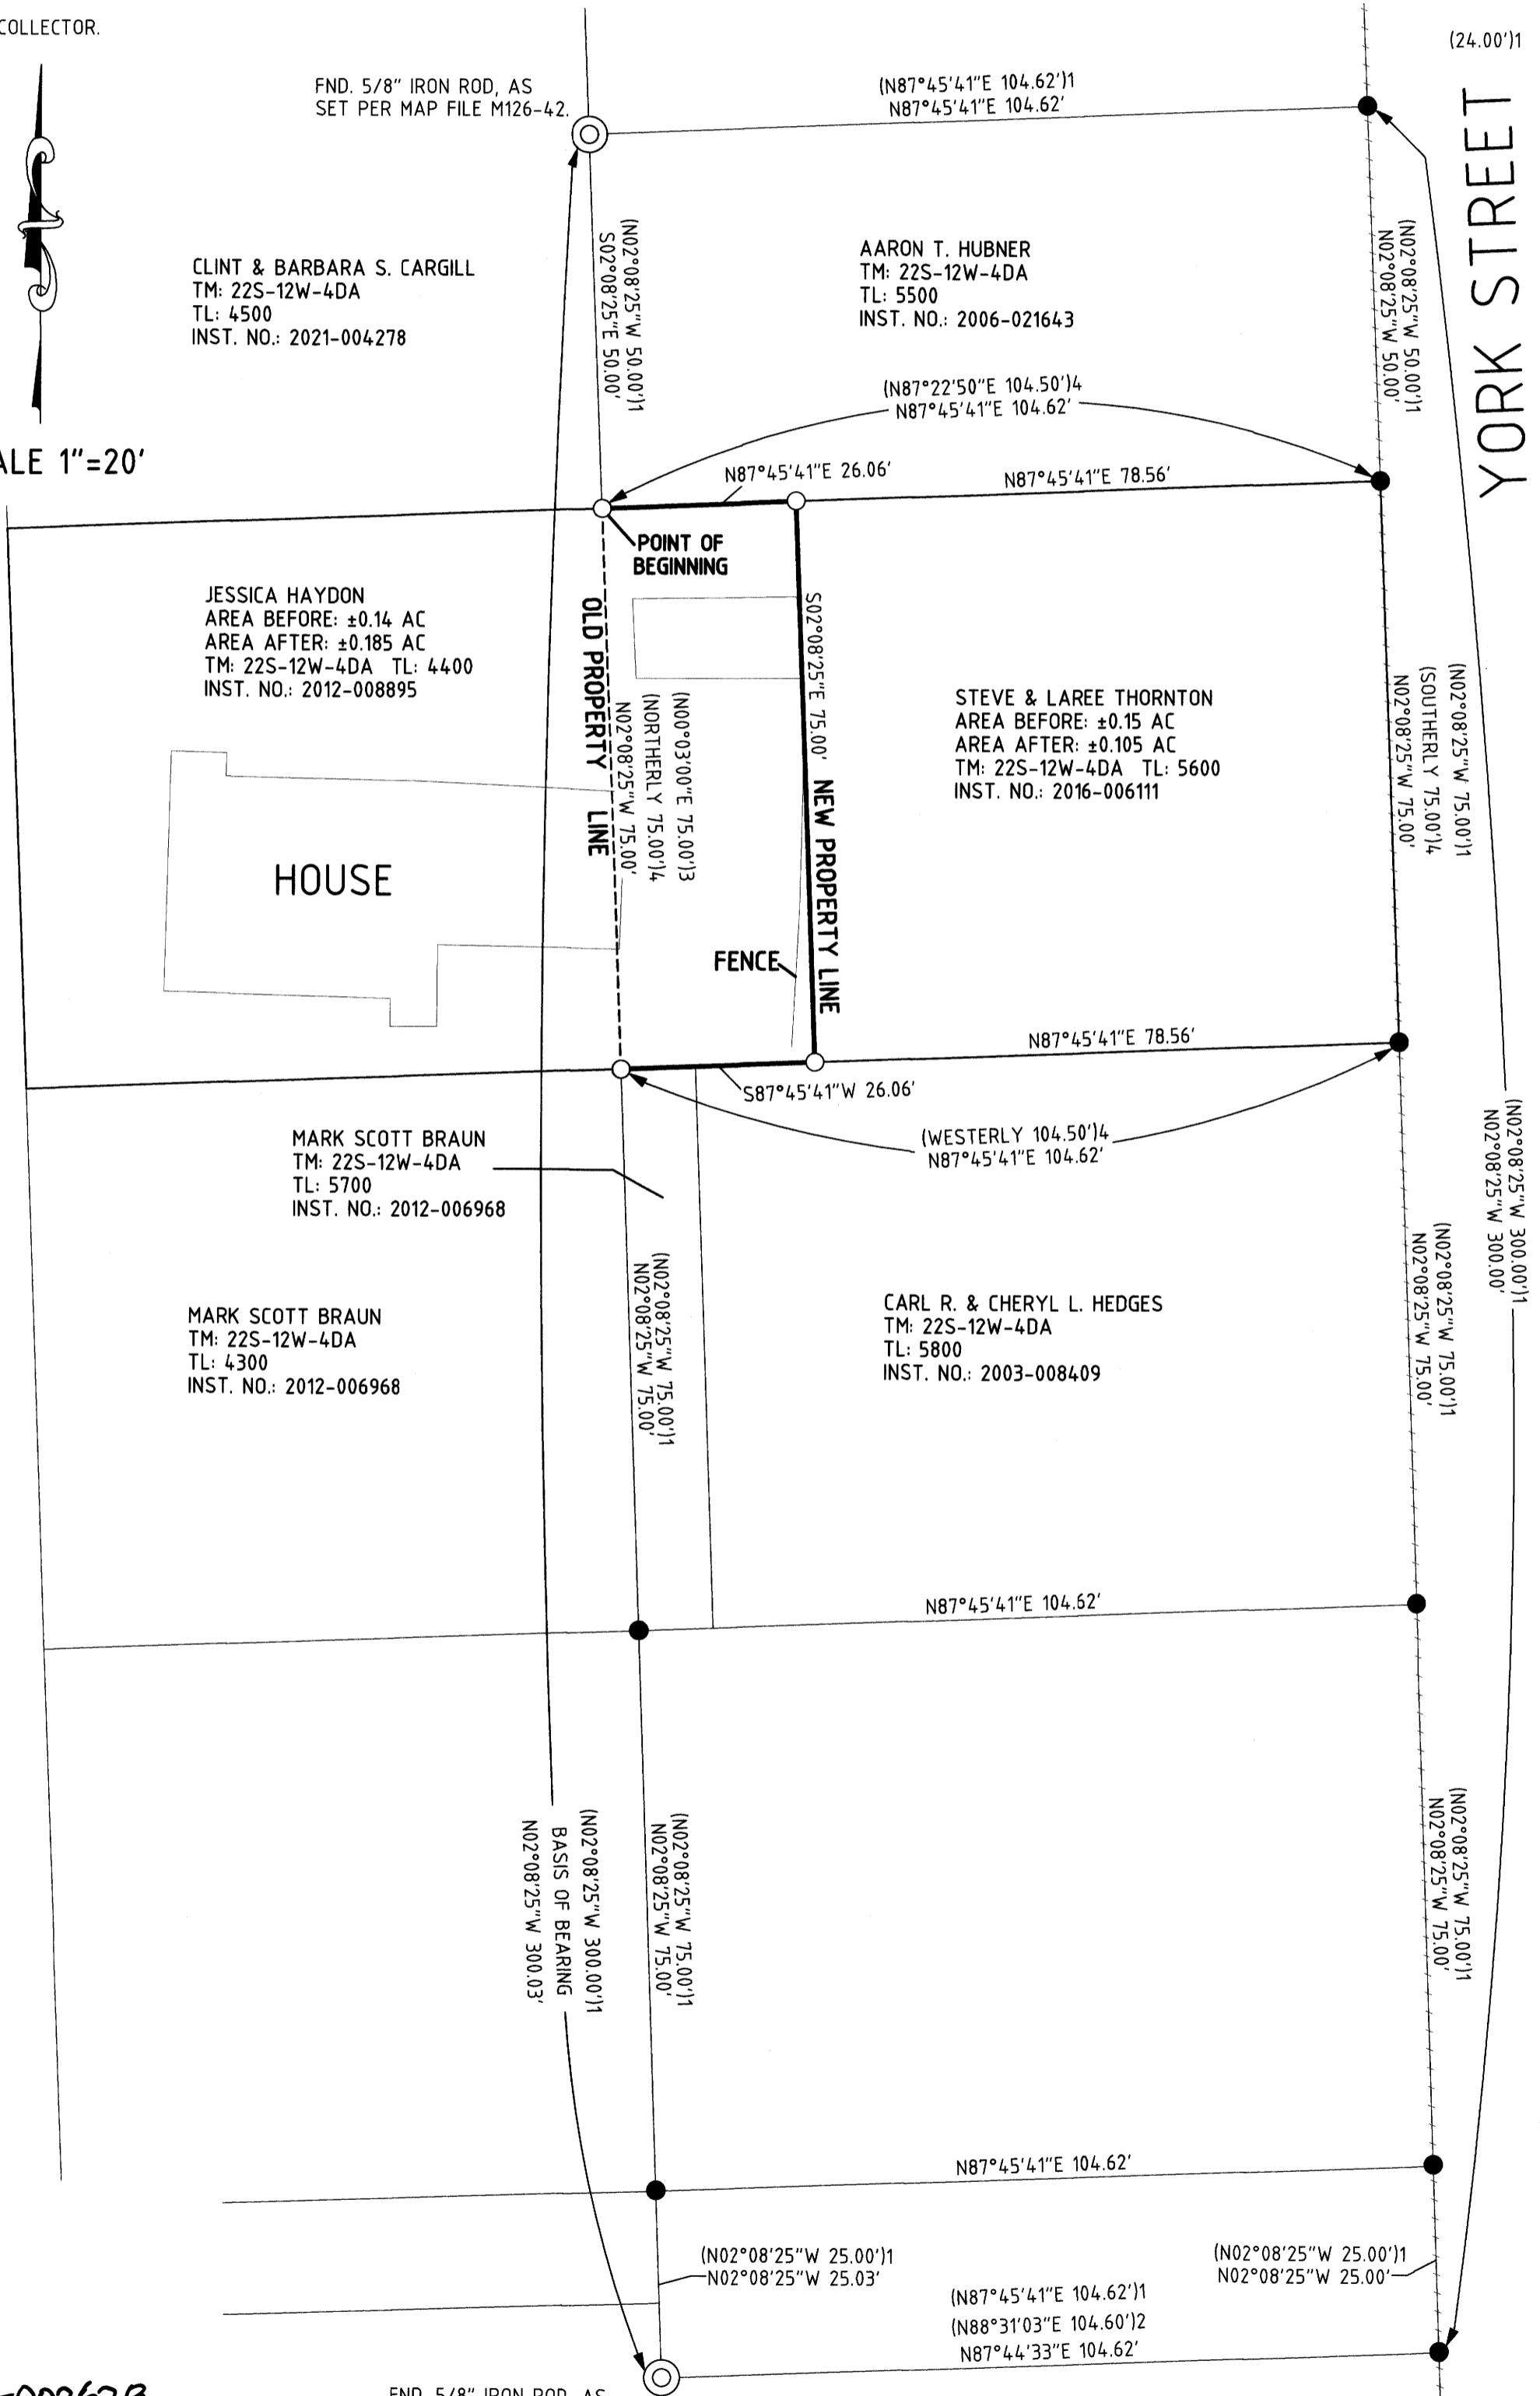 COLLECTOR.
(24.00')1
FND. 5/8" IRON ROD, AS
SET PER MAP FILE M126-42.
(N87°45'41"E 104.62')1
N87°45'41"E 104.62'
YORK STREET
CLINT & BARBARA S. CARGILL
TM: 22S-12W-4DA
TL: 4500
INST. NO.: 2021-004278
(N02°08'25"W 50.00')1
S02°08'25"E 50.00'
AARON T. HUBNER
TM: 22S-12W-4DA
TL: 5500
INST. NO.: 2006-021643
(N02°08'25"W 50.00')1
N02°08'25"W 50.00'
(N87°22'50"E 104.50')4
N87°45'41"E 104.62'
ALE 1"=20'
N87°45'41"E 26.06'
N87°45'41"E 78.56'
POINT OF
BEGINNING
JESSICA HAYDON
AREA BEFORE: ±0.14 AC
AREA AFTER: ±0.185 AC
TM: 22S-12W-4DA TL: 4400
INST. NO.: 2012-008895
OLD PROPERTY LINE
(N00°03'00"E 75.00')3
(NORTHERLY 75.00')4
N02°08'25"W 75.00'
S02°08'25"E 75.00' NEW PROPERTY LINE
STEVE & LAREE THORNTON
AREA BEFORE: ±0.15 AC
AREA AFTER: ±0.105 AC
TM: 22S-12W-4DA TL: 5600
INST. NO.: 2016-006111
(N02°08'25"W 75.00')1
(SOUTHERLY 75.00')4
N02°08'25"W 75.00'
HOUSE
FENCE
N87°45'41"E 78.56'
S87°45'41"W 26.06'
(WESTERLY 104.50')4
N87°45'41"E 104.62'
(N02°08'25"W 300.00')1
N02°08'25"W 300.00'
MARK SCOTT BRAUN
TM: 22S-12W-4DA
TL: 5700
INST. NO.: 2012-006968
(N02°08'25"W 75.00')1
N02°08'25"W 75.00'
(N02°08'25"W 75.00')1
N02°08'25"W 75.00'
MARK SCOTT BRAUN
TM: 22S-12W-4DA
TL: 4300
INST. NO.: 2012-006968
CARL R. & CHERYL L. HEDGES
TM: 22S-12W-4DA
TL: 5800
INST. NO.: 2003-008409
N87°45'41"E 104.62'
(N02°08'25"W 300.00')1
BASIS OF BEARING
N02°08'25"W 300.03'
(N02°08'25"W 75.00')1
N02°08'25"W 75.00'
(N02°08'25"W 75.00')1
N02°08'25"W 75.00'
N87°45'41"E 104.62'
(N02°08'25"W 25.00')1
N02°08'25"W 25.03'
(N02°08'25"W 25.00')1
N02°08'25"W 25.00'
(N87°45'41"E 104.62')1
(N88°31'03"E 104.60')2
N87°44'33"E 104.62'
FND. 5/8" IRON ROD, AS